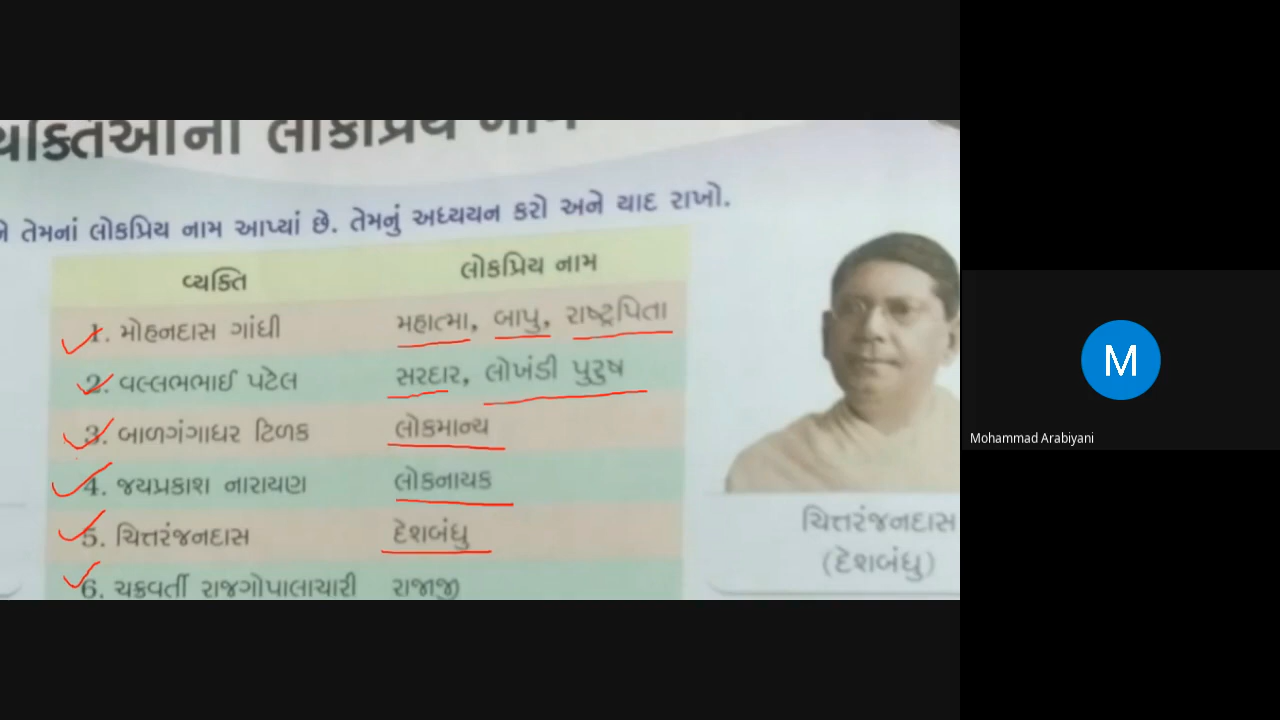 વ્યક્તિઓનાં લોકપ્રિય નામ
તેમનાં લોકપ્રિય નામ આપ્યાં છે. તેમનું અધ્યયન કરો અને યાદ રાખો.
વ્યક્તિ લોકપ્રિય નામ
1. મોહનદાસ ગાંધી મહાત્મા, બાપુ, રાષ્ટ્રપિતા
2. વલ્લભભાઈ પટેલ સરદાર, લોખંડી પુરુષ
3. બાળગંગાધર ટિળક લોકમાન્ય
4. જયપ્રકાશ નારાયણ લોકનાયક
5. ચિત્તરંજનદાસ દેશબંધુ
6. ચક્રવર્તી રાજગોપાલાચારી રાજાજી
ચિત્તરંજનદાસ
(દેશબંધુ)
M
Mohammad Arabiyani